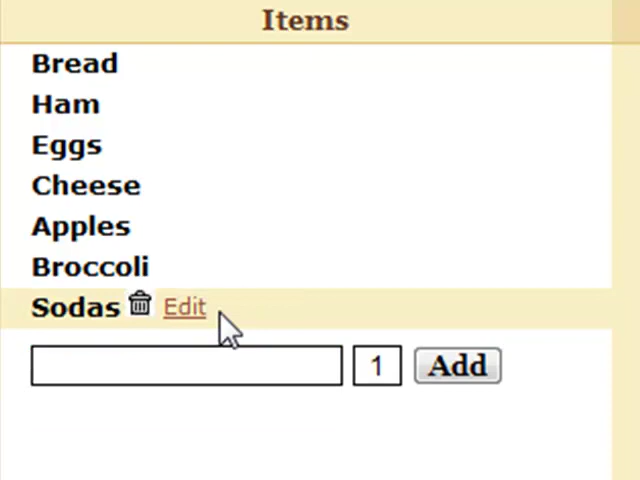 Items
Bread
Ham
Eggs
Cheese
Apples
Broccoli
Sodas Edit
1 Add